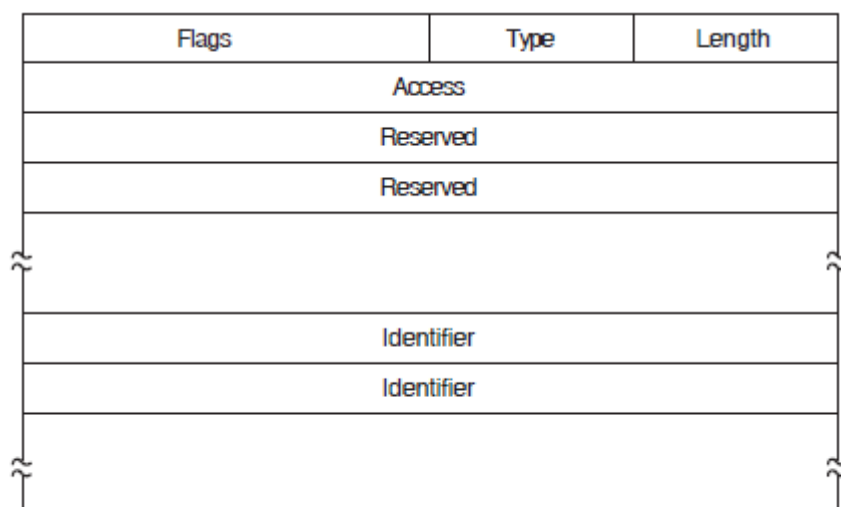 Flags Type Length
Access
Reserved
Reserved
Identifier
Identifier